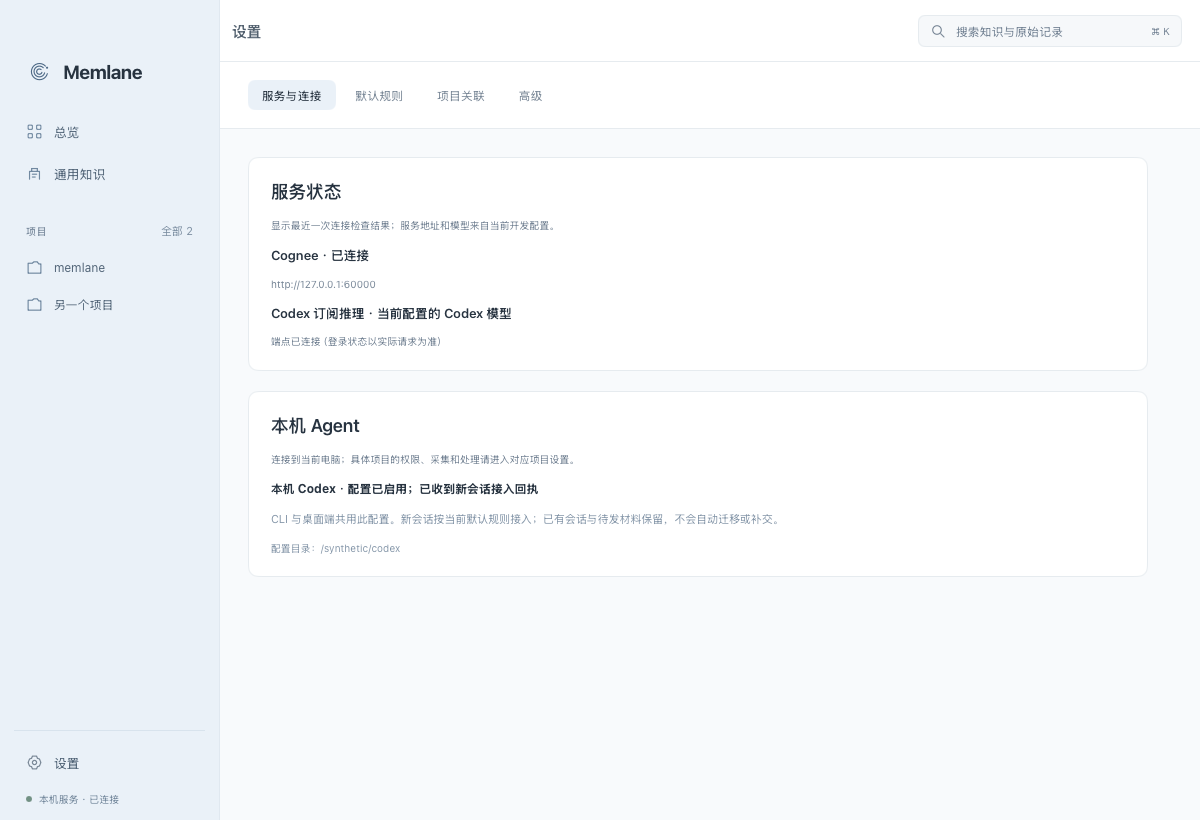 Memlane
总览
通用知识
项目 全部 2
memlane
另一个项目
设置
本机服务 · 已连接
设置
搜索知识与原始记录 ⌘ K
服务与连接 默认规则 项目关联 高级
服务状态
显示最近一次连接检查结果；服务地址和模型来自当前开发配置。
Cognee · 已连接
http://127.0.0.1:60000
Codex 订阅推理 · 当前配置的 Codex 模型
端点已连接 (登录状态以实际请求为准)
本机 Agent
连接到当前电脑；具体项目的权限、采集和处理请进入对应项目设置。
本机 Codex · 配置已启用；已收到新会话接入回执
CLI 与桌面端共用此配置。新会话按当前默认规则接入；已有会话与待发材料保留，不会自动迁移或补交。
配置目录：/synthetic/codex